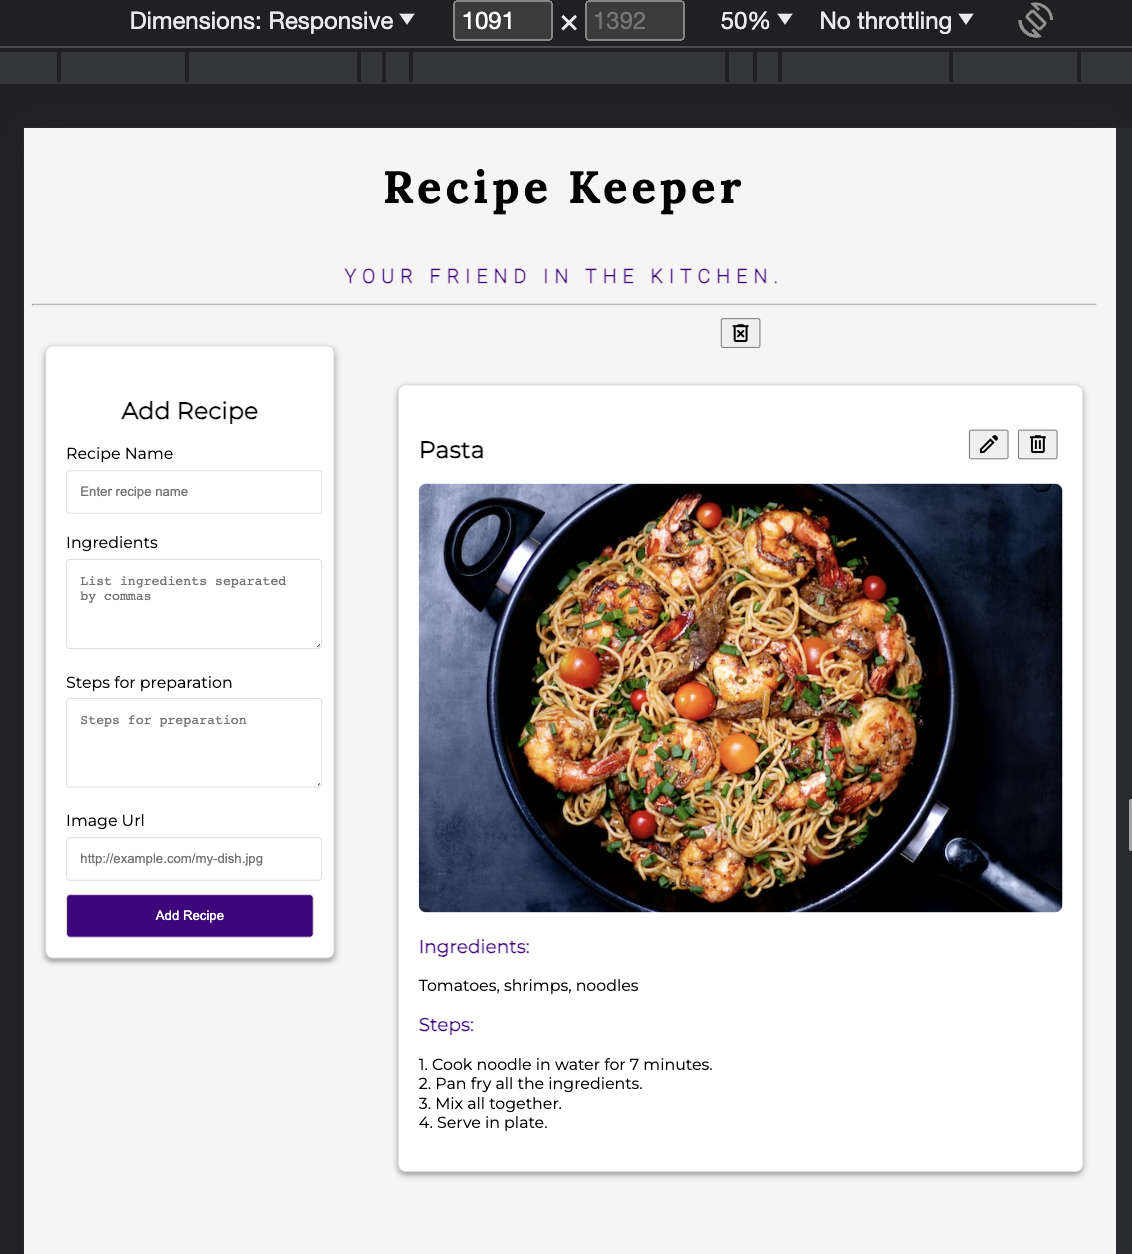 Dimensions: Responsive ▼ 1091 × 1392 50% ▼ No throttling ▼
Recipe Keeper
YOUR FRIEND IN THE KITCHEN.
Add Recipe
Recipe Name
Enter recipe name
Ingredients
List ingredients separated
by commas
Steps for preparation
Steps for preparation
Image Url
http://example.com/my-dish.jpg
Add Recipe
Pasta
Ingredients:
Tomatoes, shrimps, noodles
Steps:
1. Cook noodle in water for 7 minutes.
2. Pan fry all the ingredients.
3. Mix all together.
4. Serve in plate.